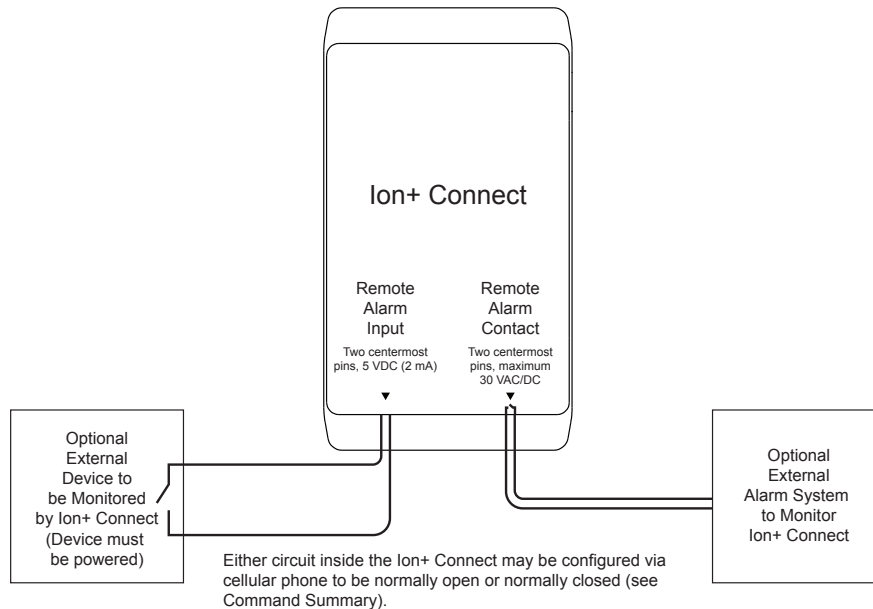 Ion+ Connect
Remote
Alarm
Input
Two centermost
pins, 5 VDC (2 mA)
Remote
Alarm
Contact
Two centermost
pins, maximum
30 VAC/DC
Optional
External
Device to
be Monitored
by Ion+ Connect
(Device must
be powered)
Optional
External
Alarm System
to Monitor
Ion+ Connect
Either circuit inside the Ion+ Connect may be configured via
cellular phone to be normally open or normally closed (see
Command Summary).